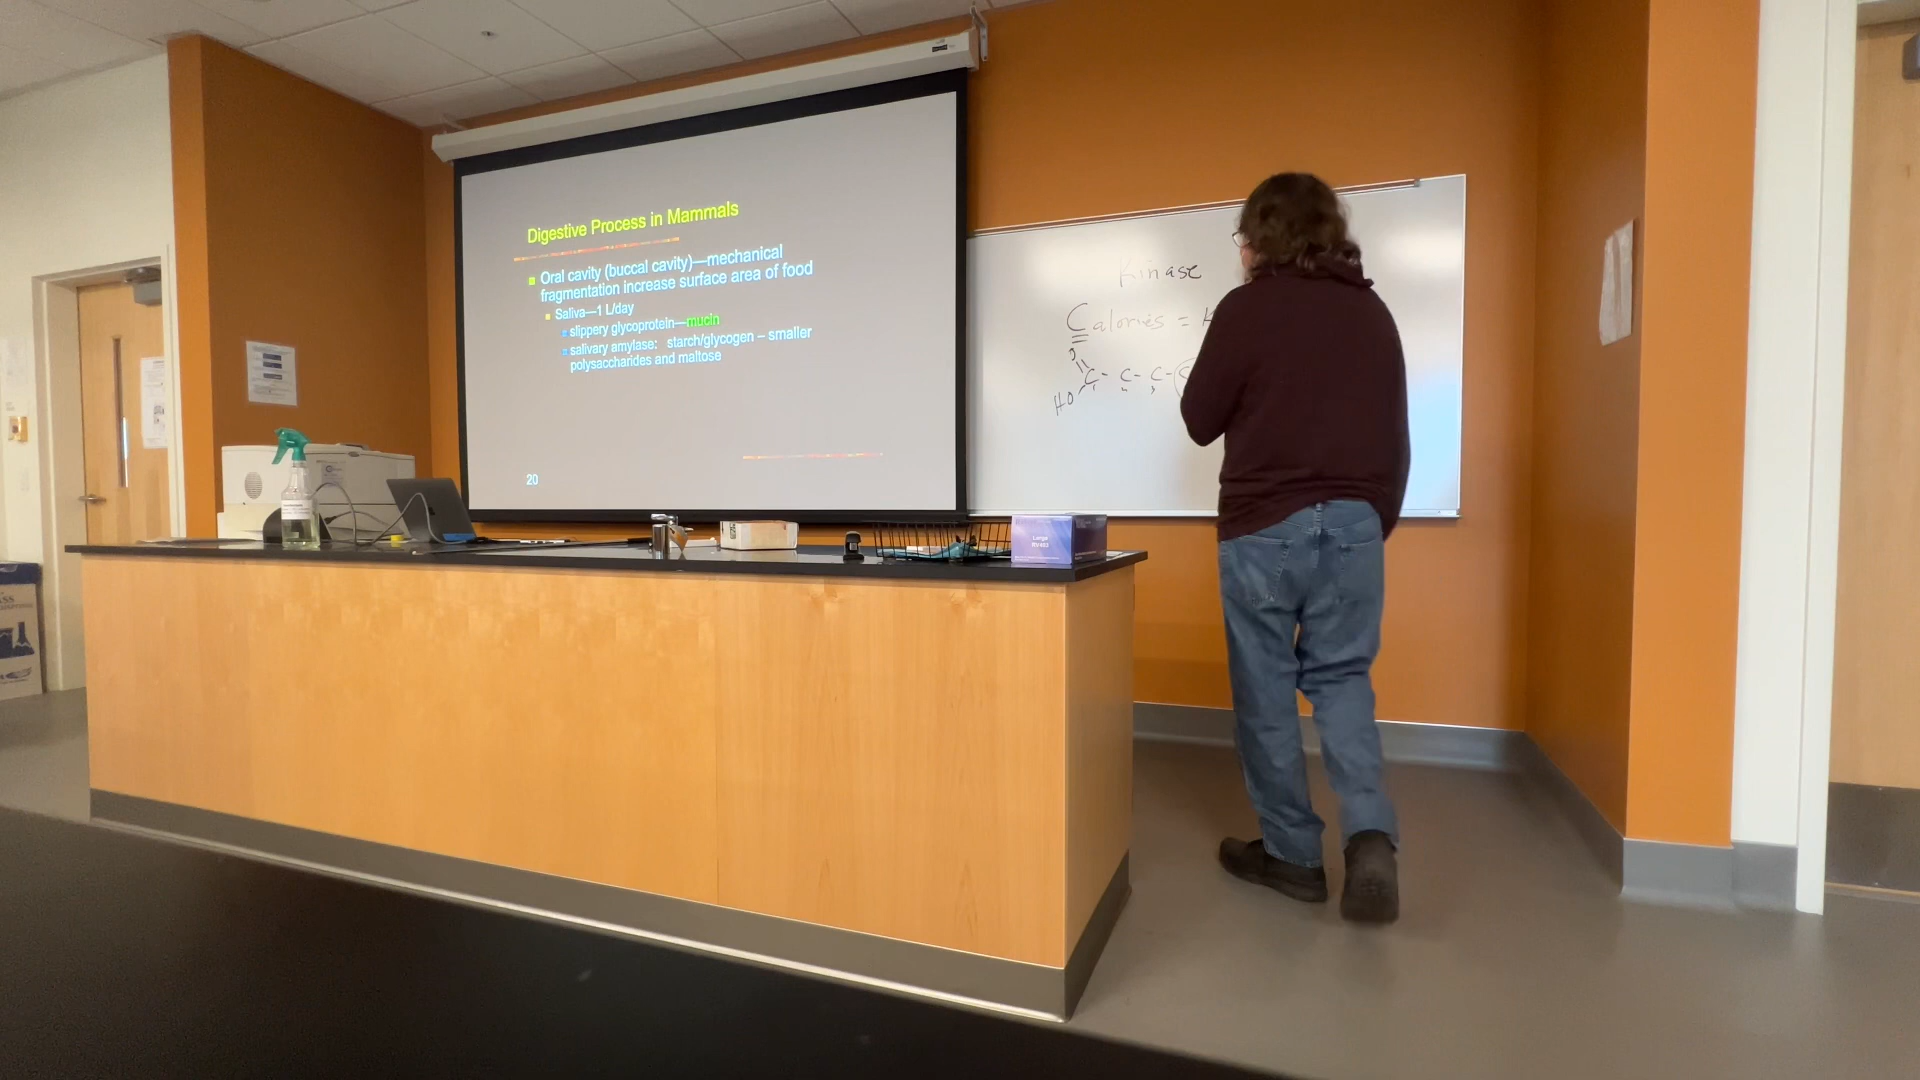 Digestive Process in Mammals
Oral cavity (buccal cavity)—mechanical
fragmentation increase surface area of food
Saliva—1 L/day
slippery glycoprotein—mucin
salivary amylase: starch/glycogen – smaller
polysaccharides and maltose
20
Kinase
Calories =
C - C - C -
HO
Large